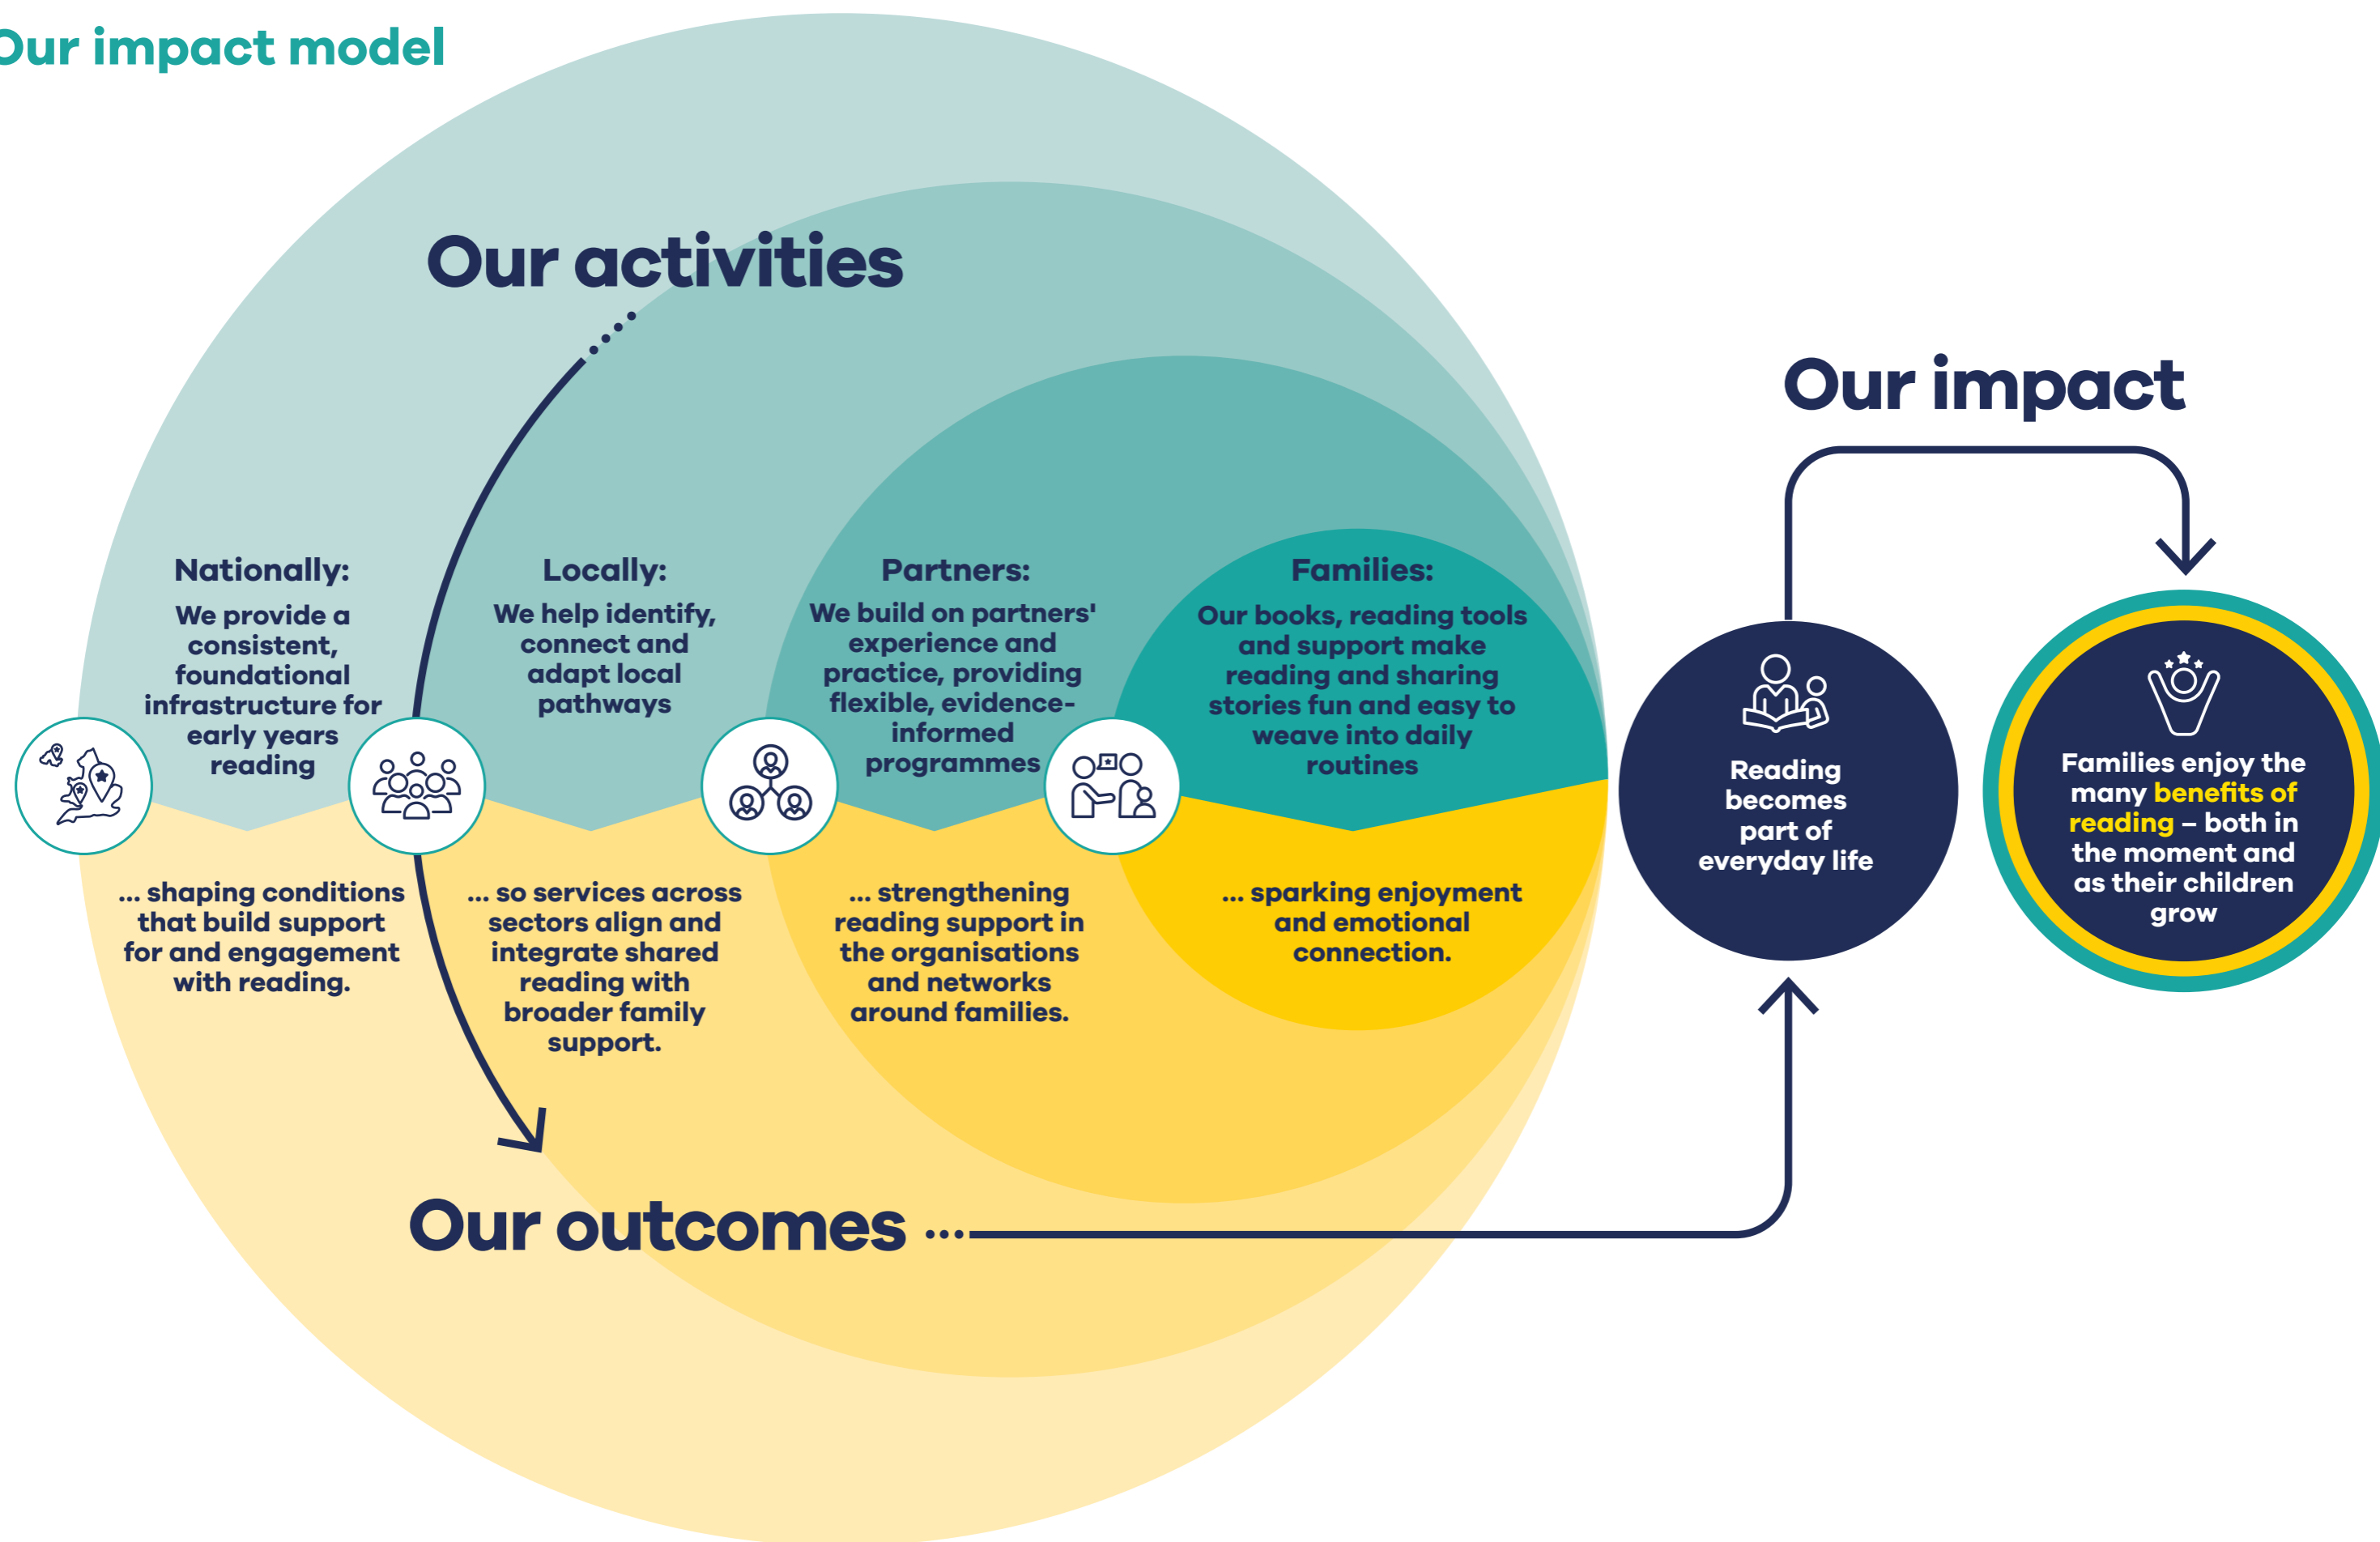 Our impact model
Our activities
Nationally:
We provide a
consistent,
foundational
infrastructure for
early years
reading
... shaping conditions
that build support
for and engagement
with reading.
Locally:
We help identify,
connect and
adapt local
pathways
... so services across
sectors align and
integrate shared
reading with
broader family
support.
Partners:
We build on partners'
experience and
practice, providing
flexible, evidence-
informed
programmes
... strengthening
reading support in
the organisations
and networks
around families.
Families:
Our books, reading tools
and support make
reading and sharing
stories fun and easy to
weave into daily
routines
... sparking enjoyment
and emotional
connection.
Our outcomes
Our impact
Reading
becomes
part of
everyday life
Families enjoy the
many benefits of
reading – both in
the moment and
as their children
grow